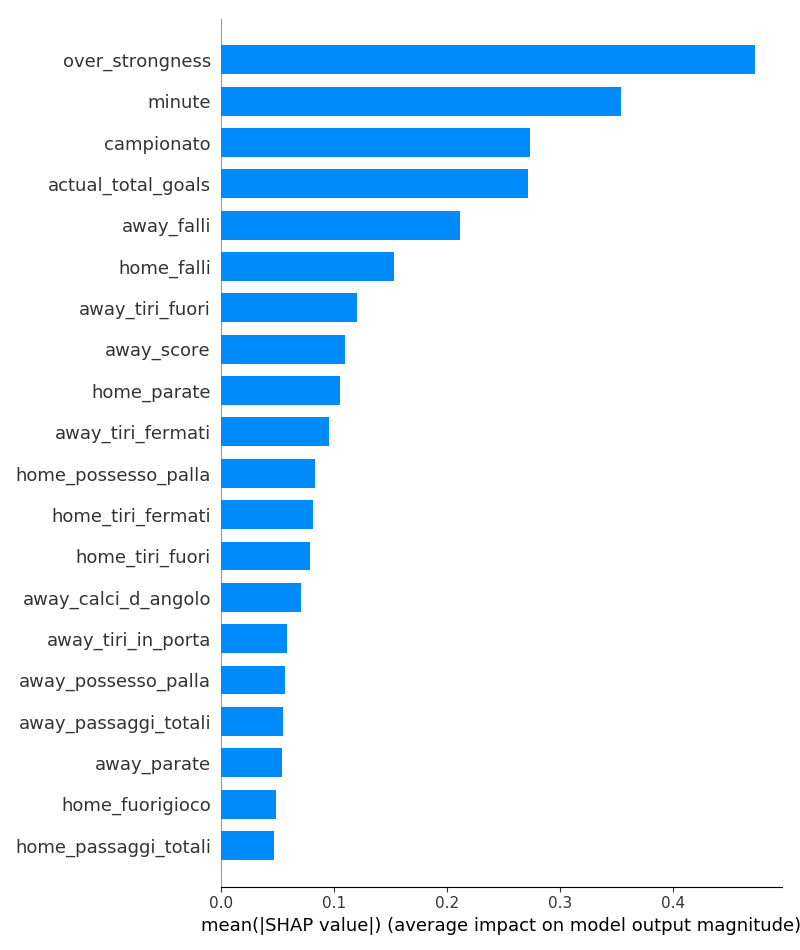 over_strongness
minute
campionato
actual_total_goals
away_falli
home_falli
away_tiri_fuori
away_score
home_parate
away_tiri_fermati
home_possesso_palla
home_tiri_fermati
home_tiri_fuori
away_calci_d_angolo
away_tiri_in_porta
away_possesso_palla
away_passaggi_totali
away_parate
home_fuorigioco
home_passaggi_totali
0.0 0.1 0.2 0.3 0.4
mean(|SHAP value|) (average impact on model output magnitude)